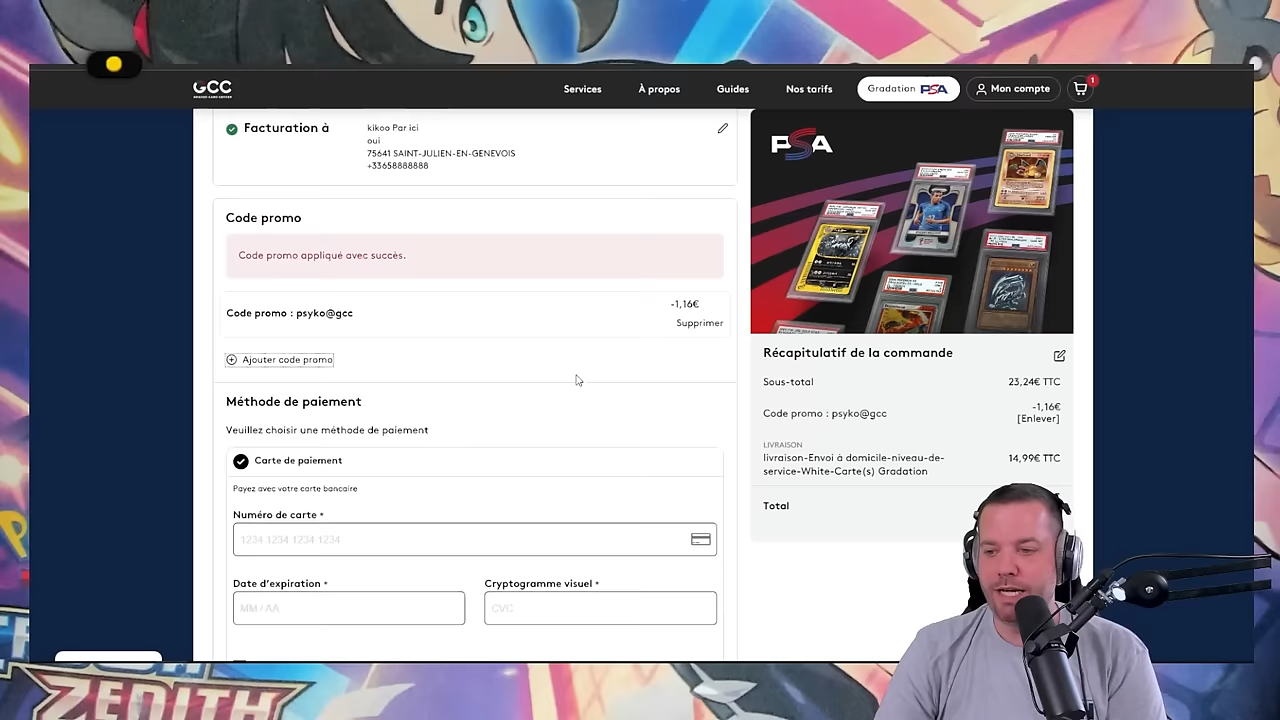 GCC
Services
À propos
Guides
Nos tarifs
Gradation PSA
Mon compte
1
Facturation à
kikoo Par ici
oui
75641 SAINT-JULIEN-EN-GENEVOIS
+33658888888
Code promo
Code promo appliqué avec succès.
Code promo : psyko@gcc
-1,16€
Supprimer
Ajouter code promo
Méthode de paiement
Veuillez choisir une méthode de paiement
Carte de paiement
Payez avec votre carte bancaire
Numéro de carte *
1234 1234 1234 1234
Date d'expiration *
Cryptogramme visuel *
MM / AA
CVC
PSA
Récapitulatif de la commande
Sous-total
23,24€ TTC
Code promo : psyko@gcc
-1,16€
[Enlever]
LIVRAISON
livraison-Envoi à domicile-niveau-de-
service-White-Carte(s) Gradation
14,99€ TTC
Total
ZENITH